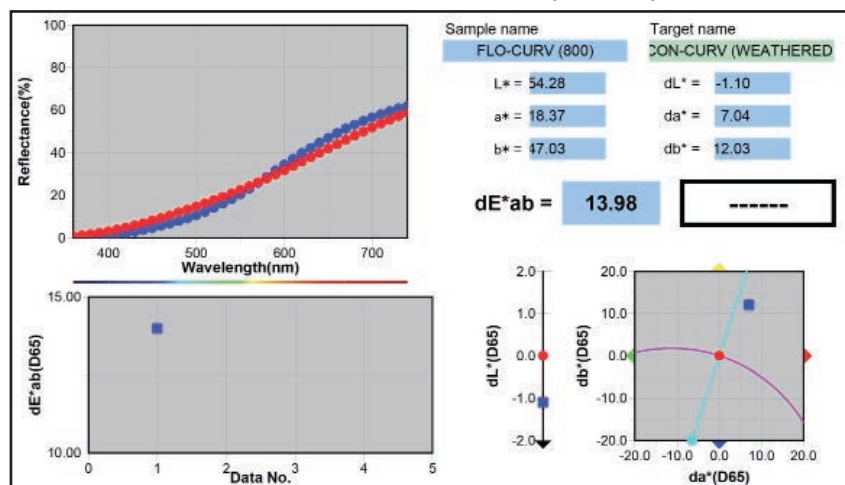 Sample name
Target name
FLO-CURV (800)
CON-CURV (WEATHERED
L* = 54.28
dL* = -1.10
a* = 18.37
da* = 7.04
b* = 47.03
db* = 12.03
dE*ab = 13.98
------
Reflectance(%)
100
80
60
40
20
0
400 500 600 700
Wavelength(nm)
dE*ab(D65)
15.00
10.00
0 1 2 3 4 5
Data No.
dL*(D65)
2.0
1.0
0.0
-1.0
-2.0
db*(D65)
20.0
10.0
0.0
-10.0
-20.0
-20.0 -10.0 0.0 10.0 20.0
da*(D65)